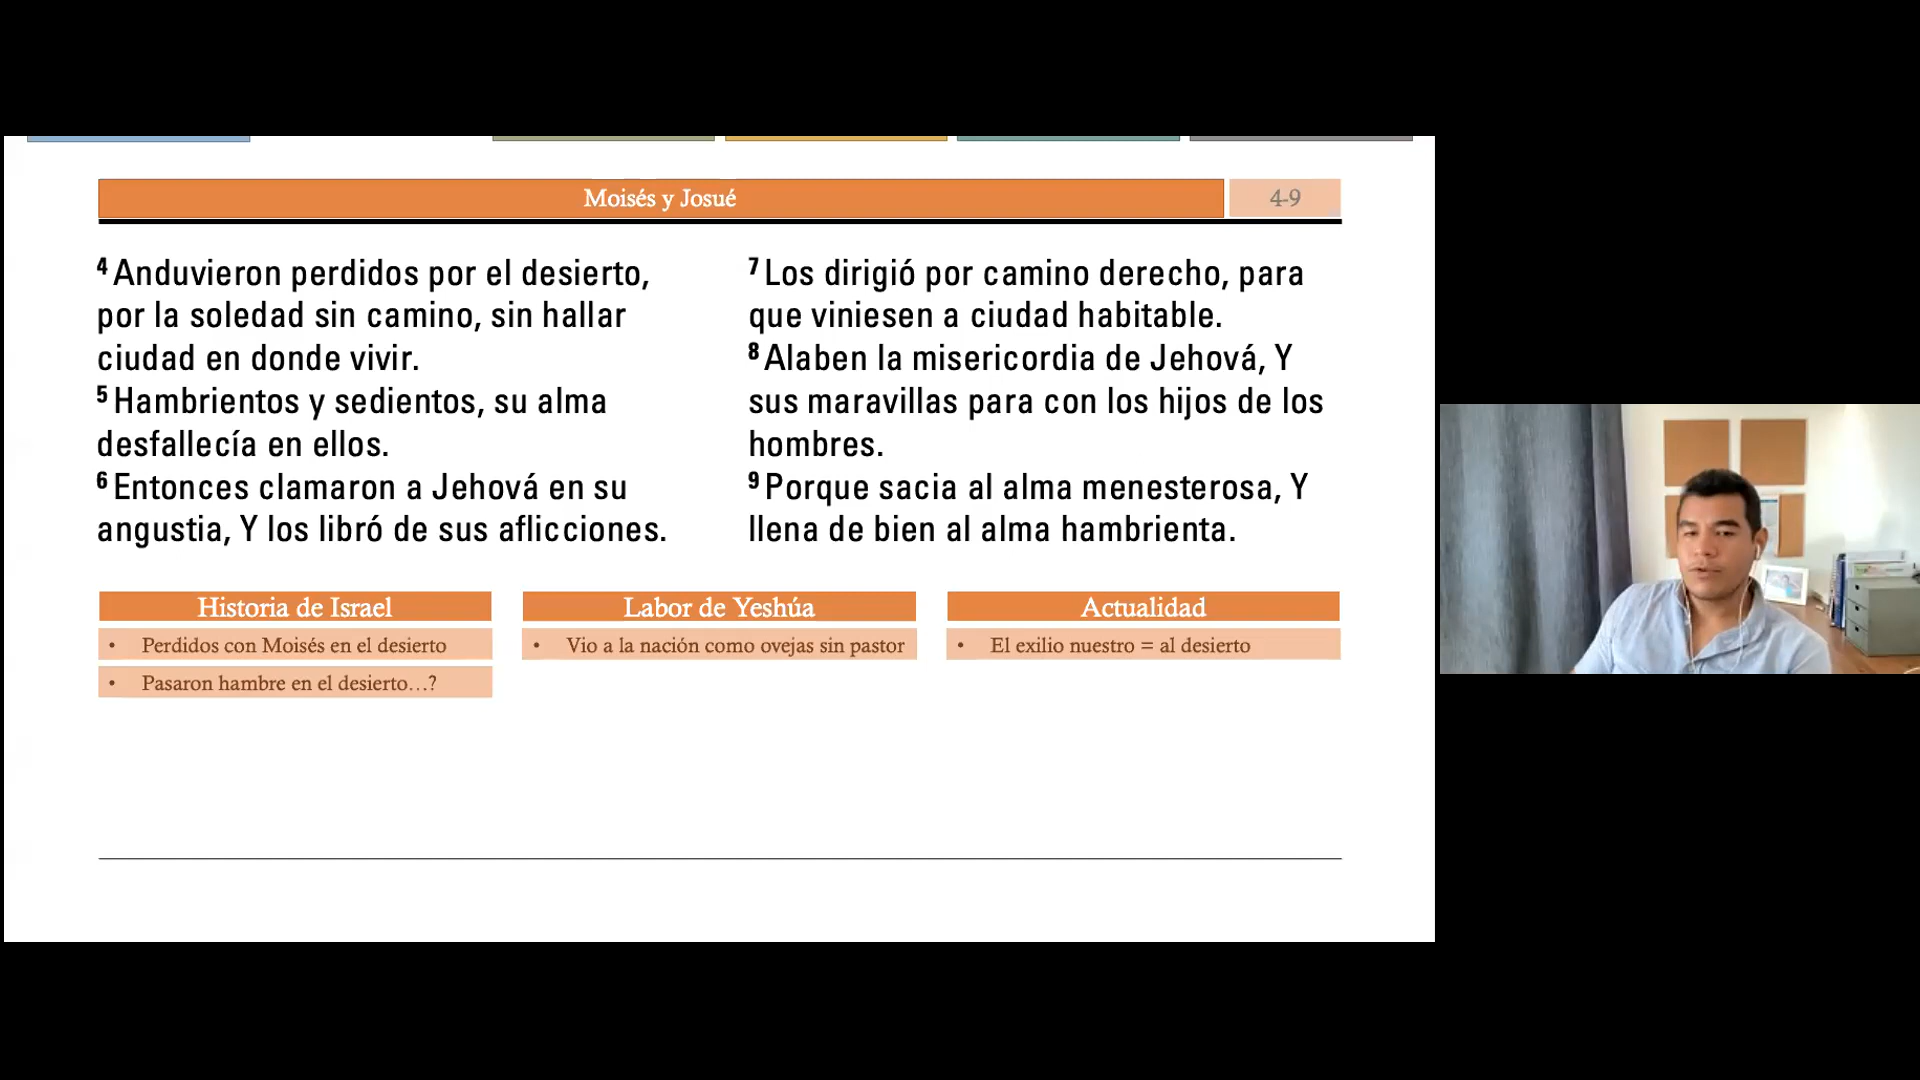 Moisés y Josué
4-9
4 Anduvieron perdidos por el desierto,
por la soledad sin camino, sin hallar
ciudad en donde vivir.
5 Hambrientos y sedientos, su alma
desfallecía en ellos.
6 Entonces clamaron a Jehová en su
angustia, Y los libró de sus aflicciones.
7 Los dirigió por camino derecho, para
que viniesen a ciudad habitable.
8 Alaben la misericordia de Jehová, Y
sus maravillas para con los hijos de los
hombres.
9 Porque sacia al alma menesterosa, Y
llena de bien al alma hambrienta.
Historia de Israel
• Perdidos con Moisés en el desierto
• Pasaron hambre en el desierto…?
Labor de Yeshúa
• Vio a la nación como ovejas sin pastor
Actualidad
• El exilio nuestro = al desierto